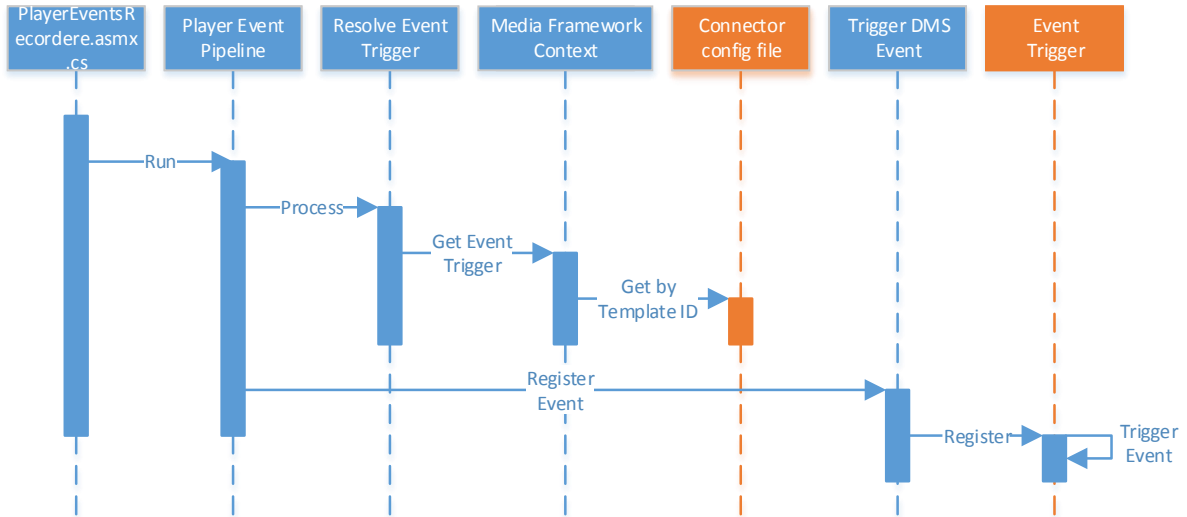 PlayerEventsR
ecordere.asmx
.cs
Player Event
Pipeline
Resolve Event
Trigger
Media Framework
Context
Connector
config file
Trigger DMS
Event
Event
Trigger
Run
Process
Get Event
Trigger
Get by
Template ID
Register
Event
Register
Trigger
Event